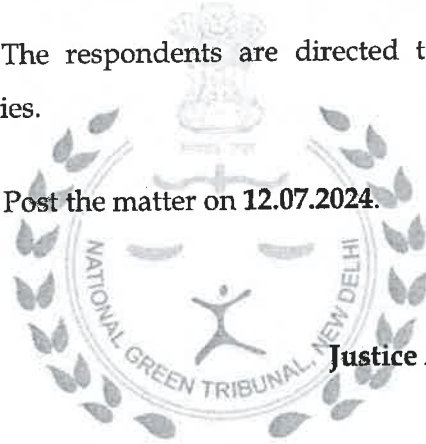 The respondents are directed t
ies.
Post the matter on 12.07.2024.
NATIONAL GREEN TRIBUNAL, NEW DELHI
Justice